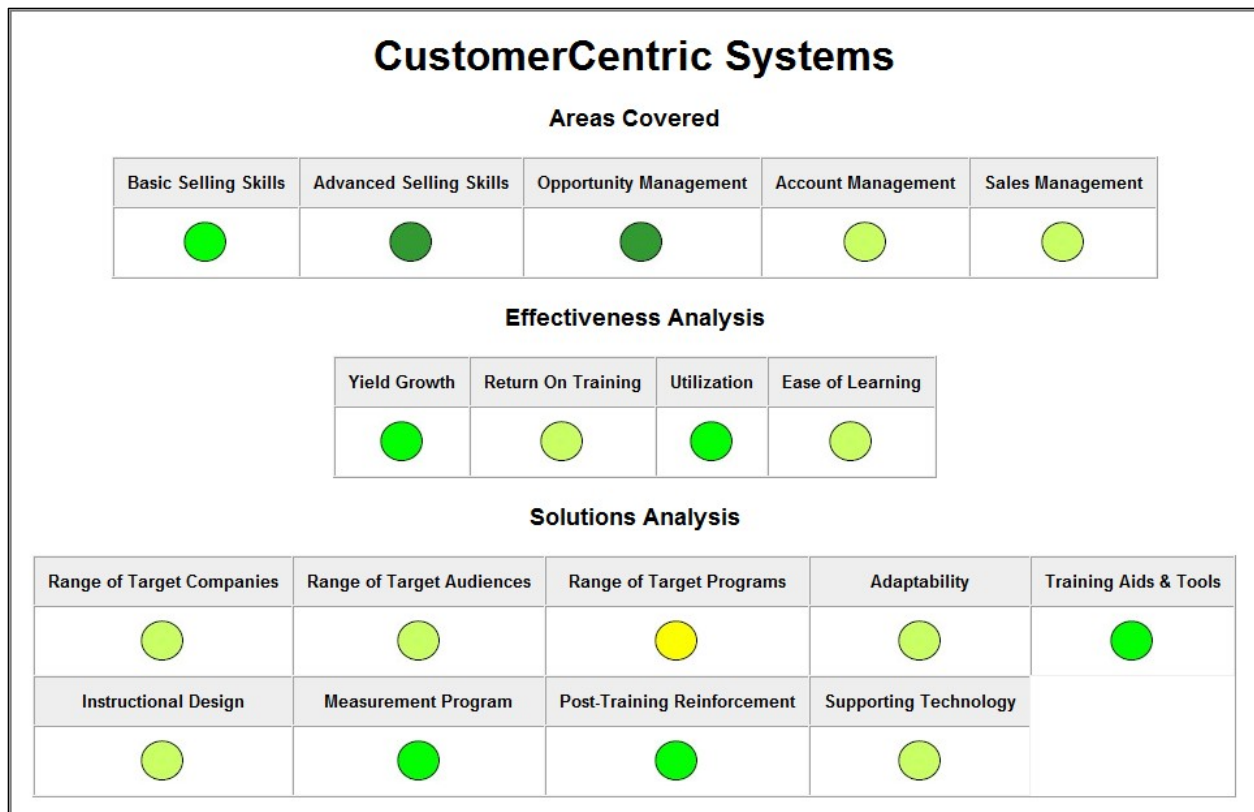 CustomerCentric Systems
Areas Covered
Basic Selling Skills Advanced Selling Skills Opportunity Management Account Management Sales Management
Effectiveness Analysis
Yield Growth Return On Training Utilization Ease of Learning
Solutions Analysis
Range of Target Companies Range of Target Audiences Range of Target Programs Adaptability Training Aids & Tools
Instructional Design Measurement Program Post-Training Reinforcement Supporting Technology